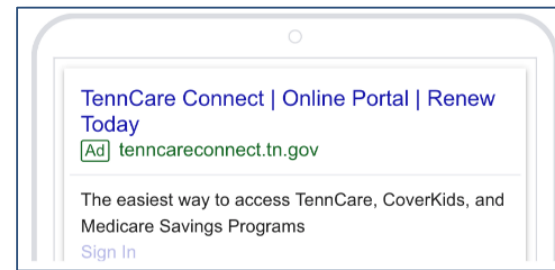 TennCare Connect | Online Portal | Renew
Today
Ad tenncareconnect.tn.gov
The easiest way to access TennCare, CoverKids, and
Medicare Savings Programs
Sign In